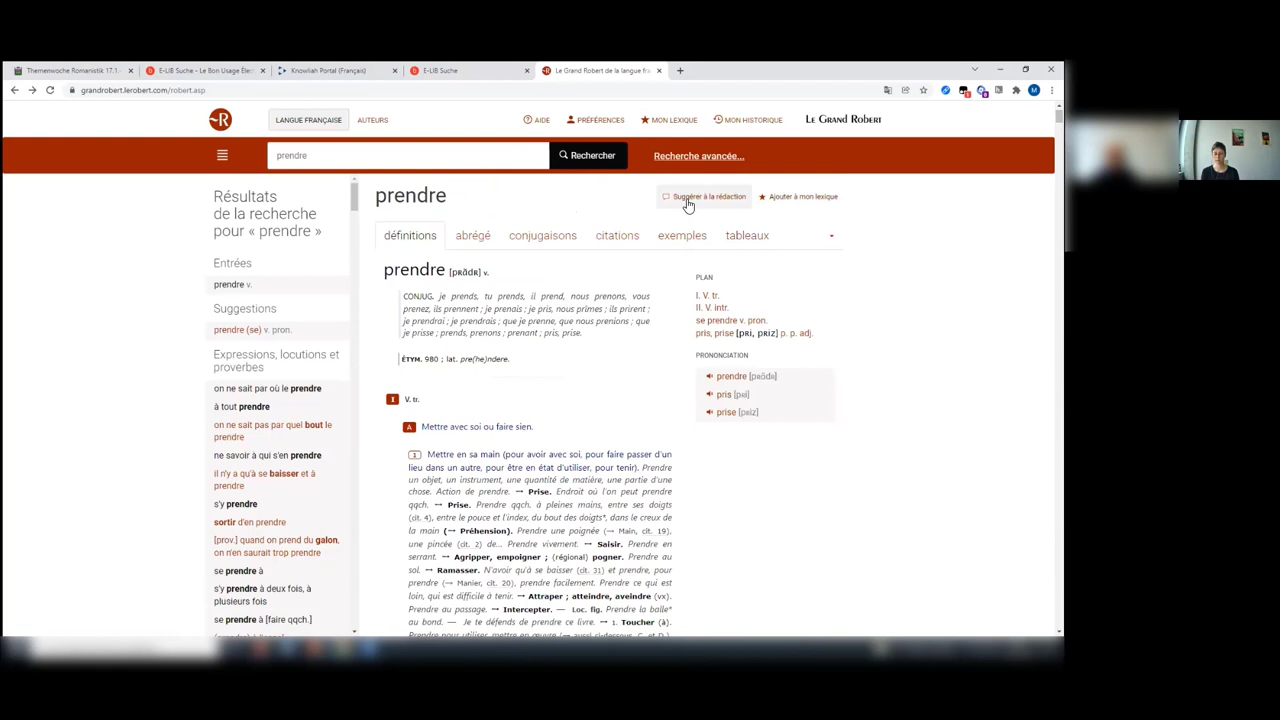 Themenwoche Romanistik 17.1.
E-LIB Suche - Le Bon Usage Élec
Knowliah Portal (Français)
E-LIB Suche
Le Grand Robert de la langue fra
grandrobert.lerobert.com/robert.asp
LANGUE FRANÇAISE
AUTEURS
AIDE
PRÉFÉRENCES
MON LEXIQUE
MON HISTORIQUE
LE GRAND ROBERT
prendre
Rechercher
Recherche avancée...
Résultats
de la recherche
pour « prendre »
Entrées
prendre v.
Suggestions
prendre (se) v. pron.
Expressions, locutions et
proverbes
on ne sait par où le prendre
à tout prendre
on ne sait pas par quel bout le
prendre
ne savoir à qui s'en prendre
il n'y a qu'à se baisser et à
prendre
s'y prendre
sortir d'en prendre
[prov.] quand on prend du galon,
on n'en saurait trop prendre
se prendre à
s'y prendre à deux fois, à
plusieurs fois
se prendre à [faire qqch.]
prendre
Suggérer à la rédaction
Ajouter à mon lexique
définitions
abrégé
conjugaisons
citations
exemples
tableaux
prendre [pʀɑ̃dʀ] v.
CONJUG. je prends, tu prends, il prend, nous prenons, vous
prenez, ils prennent ; je prenais ; je pris, nous prîmes ; ils prirent ;
je prendrai ; je prendrais ; que je prenne, que nous prenions ; que
je prisse ; prends, prenons ; prenant ; pris, prise.
ÉTYM. 980 ; lat. pre(he)ndere.
I V. tr.
A Mettre avec soi ou faire sien.
1 Mettre en sa main (pour avoir avec soi, pour faire passer d'un
lieu dans un autre, pour être en état d'utiliser, pour tenir). Prendre
un objet, un instrument, une quantité de matière, une partie d'une
chose. Action de prendre. → Prise. Endroit où l'on peut prendre
qqch. → Prise. Prendre qqch. à pleines mains, entre ses doigts
(cit. 4), entre le pouce et l'index, du bout des doigts*, dans le creux de
la main (→ Préhension). Prendre une poignée (→ Main, cit. 19),
une pincée (cit. 2) de... Prendre vivement. → Saisir. Prendre en
serrant. → Agripper, empoigner ; (régional) pogner. Prendre au
sol. → Ramasser. N'avoir qu'à se baisser (cit. 31) et prendre, pour
prendre (→ Manier, cit. 20), prendre facilement. Prendre ce qui est
loin, qui est difficile à tenir. → Attraper ; atteindre, aveindre (vx).
Prendre au passage. → Intercepter. — Loc. fig. Prendre la balle*
au bond. — Je te défends de prendre ce livre. → 1. Toucher (à).
Prendre pour utiliser, mettre en œuvre (→ aussi ci-dessous, C. et D.).
PLAN
I. V. tr.
II. V. intr.
se prendre v. pron.
pris, prise [pʀi, pʀiz] p. p. adj.
PRONONCIATION
prendre [pʀɑ̃dʀ]
pris [pʀi]
prise [pʀiz]